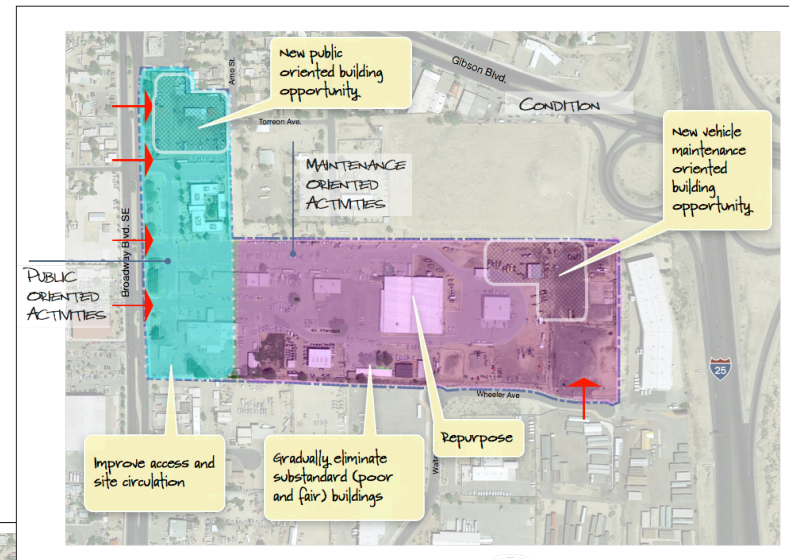 New public
oriented building
opportunity
Arno St.
Gibson Blvd.
CONDITION
Torreon Ave.
New vehicle
maintenance
oriented
building
opportunity
MAINTENANCE
ORIENTED
ACTIVITIES
Broadway Blvd. SE
PUBLIC
ORIENTED
ACTIVITIES
25
Wheeler Ave
Improve access and
site circulation
Gradually eliminate
substandard (poor
and fair) buildings
Repurpose